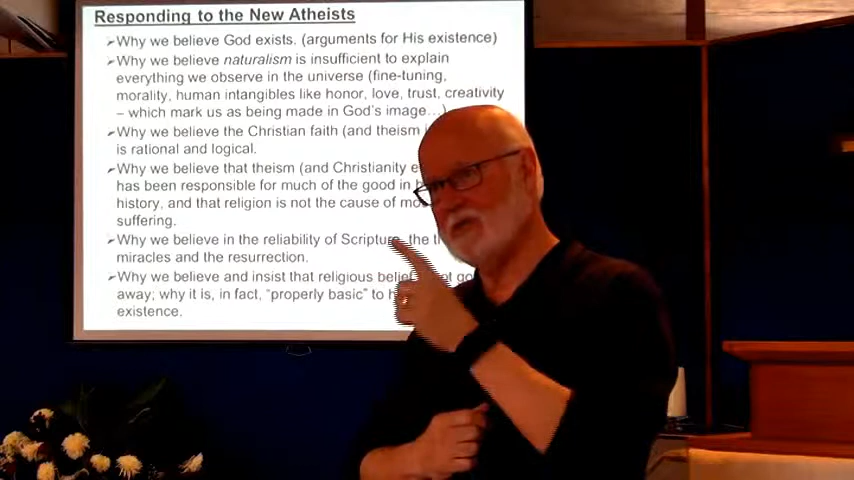 Responding to the New Atheists
➢Why we believe God exists. (arguments for His existence)
➢Why we believe naturalism is insufficient to explain
everything we observe in the universe (fine-tuning,
morality, human intangibles like honor, love, trust, creativity
– which mark us as being made in God's image…)
➢Why we believe the Christian faith (and theism
is rational and logical.
➢Why we believe that theism (and Christianity
has been responsible for much of the good in
history, and that religion is not the cause of
suffering.
➢Why we believe in the reliability of Scripture, the
miracles and the resurrection.
➢Why we believe and insist that religious belief
away; why it is, in fact, "properly basic" to
existence.